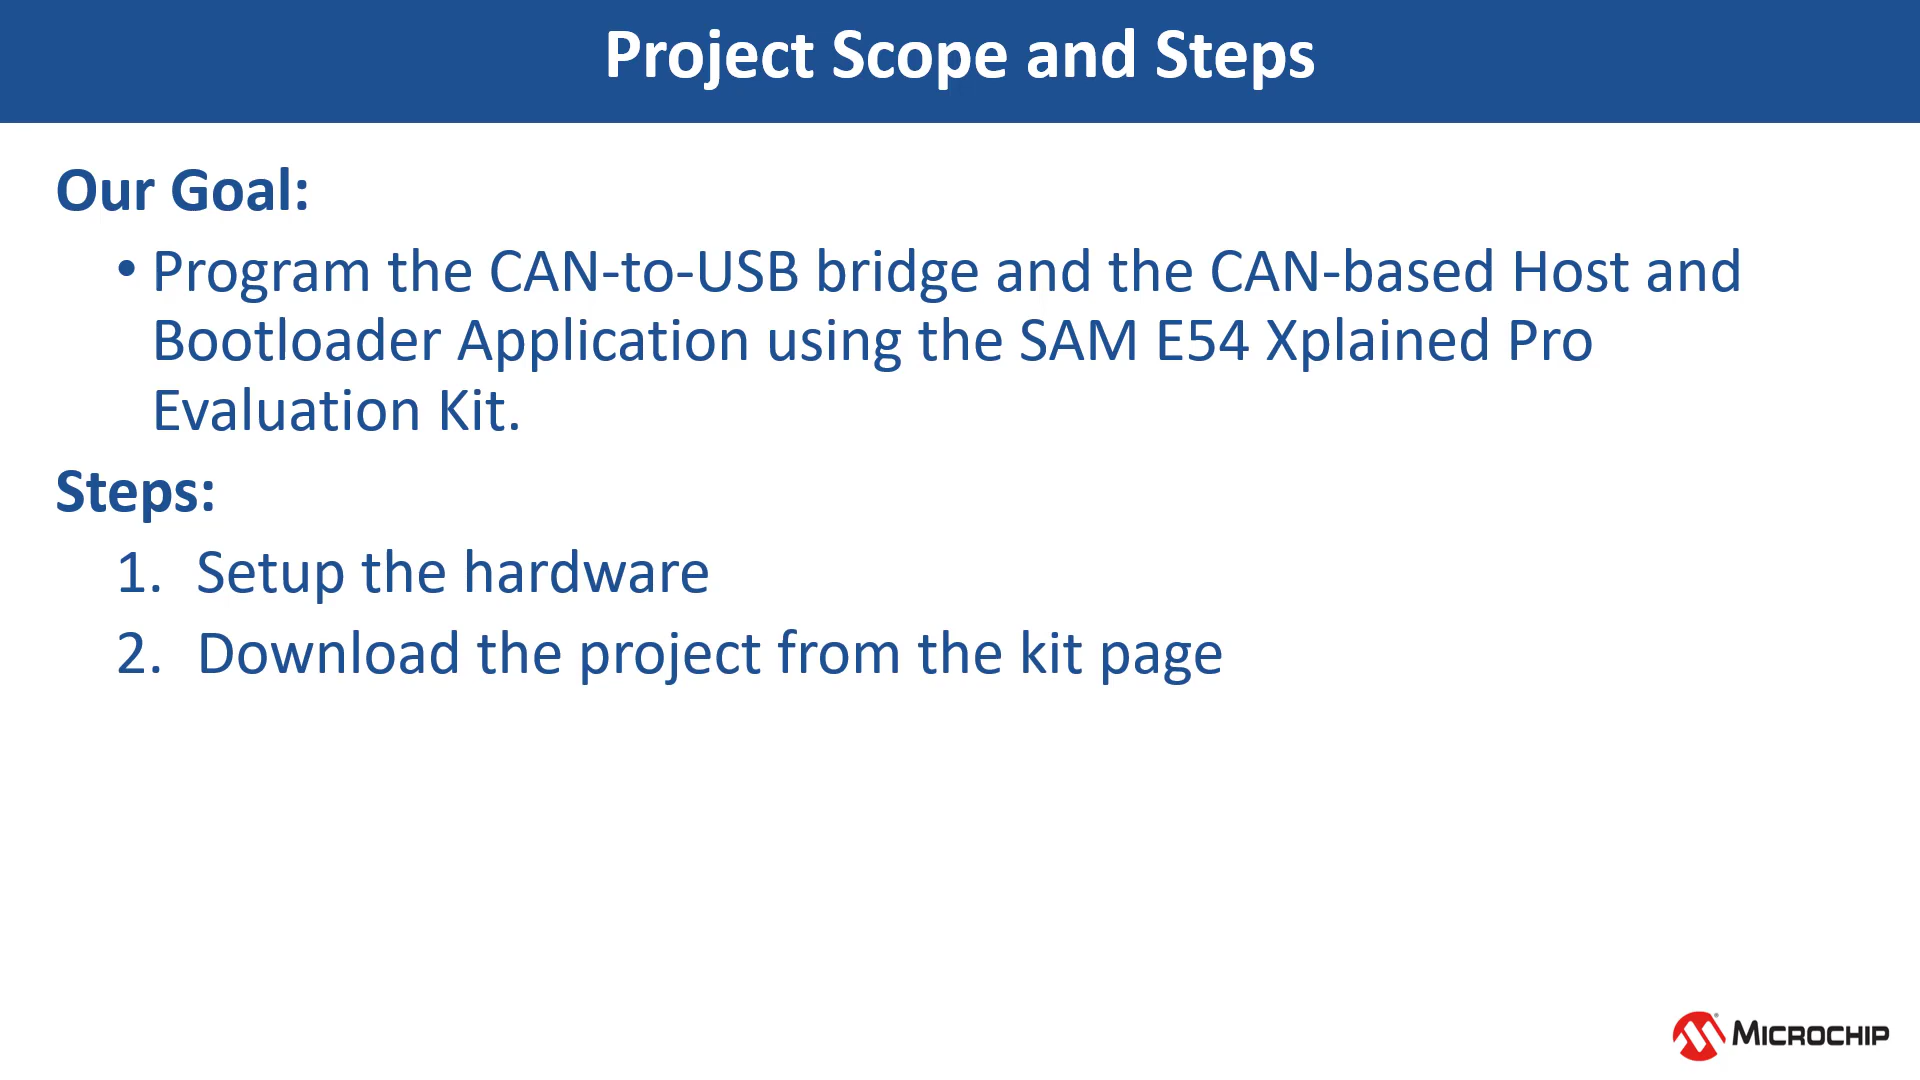 Project Scope and Steps
Our Goal:
• Program the CAN-to-USB bridge and the CAN-based Host and
Bootloader Application using the SAM E54 Xplained Pro
Evaluation Kit.
Steps:
1. Setup the hardware
2. Download the project from the kit page
MICROCHIP